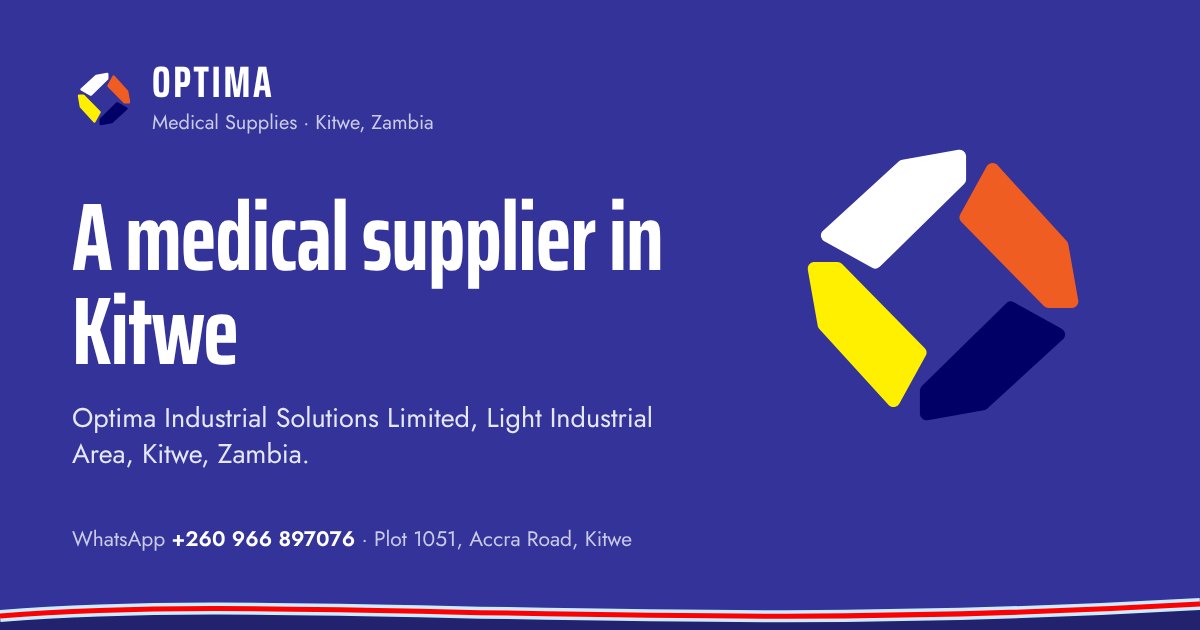 OPTIMA
Medical Supplies · Kitwe, Zambia
A medical supplier in
Kitwe
Optima Industrial Solutions Limited, Light Industrial
Area, Kitwe, Zambia.
WhatsApp +260 966 897076 · Plot 1051, Accra Road, Kitwe